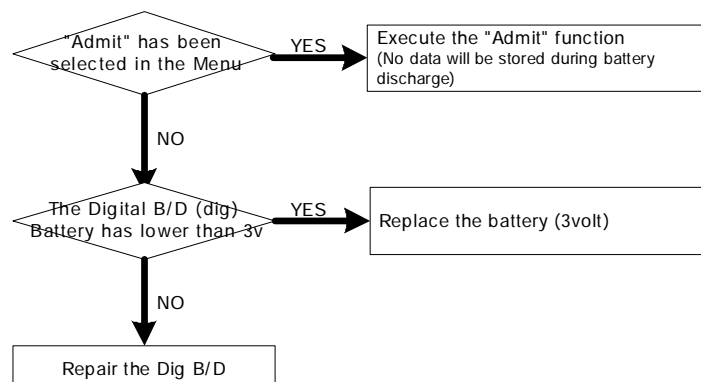 "Admit" has been
selected in the Menu
YES
Execute the "Admit" function
(No data will be stored during battery
discharge)
NO
The Digital B/D (dig)
Battery has lower than 3v
YES
Replace the battery (3volt)
NO
Repair the Dig B/D